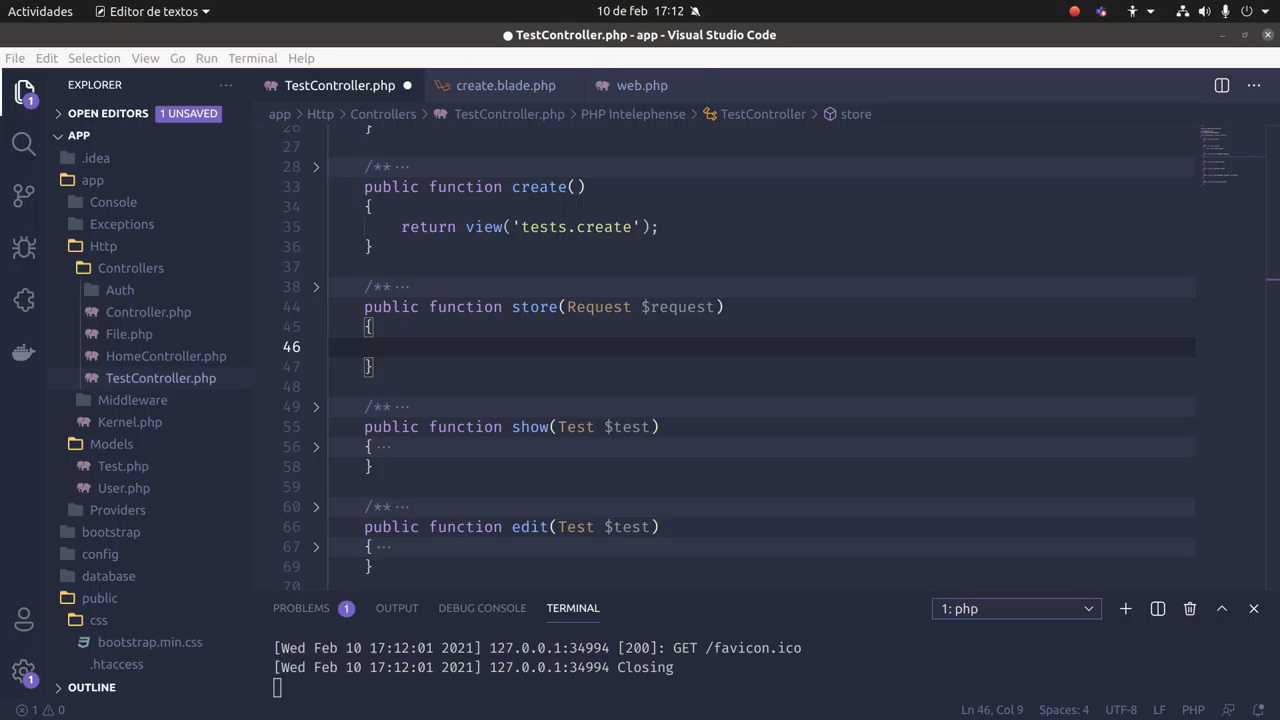 Actividades Editor de textos 10 de feb 17:12
TestController.php - app - Visual Studio Code
File Edit Selection View Go Run Terminal Help
EXPLORER ··· TestController.php create.blade.php web.php ···
1
OPEN EDITORS 1 UNSAVED
app > Http > Controllers > TestController.php > PHP Intelephense > TestController > store
APP
.idea
app
Console
Exceptions
Http
Controllers
Auth
Controller.php
File.php
HomeController.php
TestController.php
Middleware
Kernel.php
Models
Test.php
User.php
Providers
bootstrap
config
database
public
css
bootstrap.min.css
.htaccess
OUTLINE
1
26 }
27
28 /** ···
33 public function create()
34 {
35 return view('tests.create');
36 }
37
38 /** ···
44 public function store(Request $request)
45 {
46
47 }
48
49 /** ···
55 public function show(Test $test)
56 { ···
58 }
59
60 /** ···
66 public function edit(Test $test)
67 { ···
69 }
70
PROBLEMS 1 OUTPUT DEBUG CONSOLE TERMINAL 1: php
[Wed Feb 10 17:12:01 2021] 127.0.0.1:34994 [200]: GET /favicon.ico
[Wed Feb 10 17:12:01 2021] 127.0.0.1:34994 Closing
1 0 Ln 46, Col 9 Spaces: 4 UTF-8 LF PHP